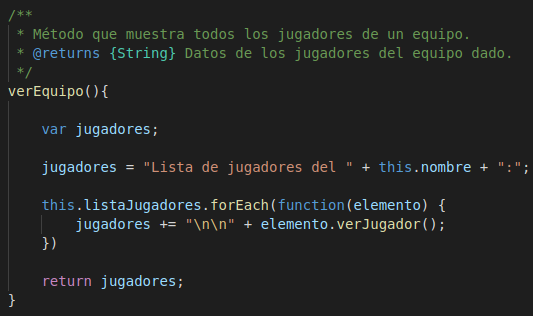 /**
 * Método que muestra todos los jugadores de un equipo.
 * @returns {String} Datos de los jugadores del equipo dado.
 */
verEquipo(){
    var jugadores;
    jugadores = "Lista de jugadores del " + this.nombre + ":";
    this.listaJugadores.forEach(function(elemento) {
        jugadores += "\n\n" + elemento.verJugador();
    })
    return jugadores;
}